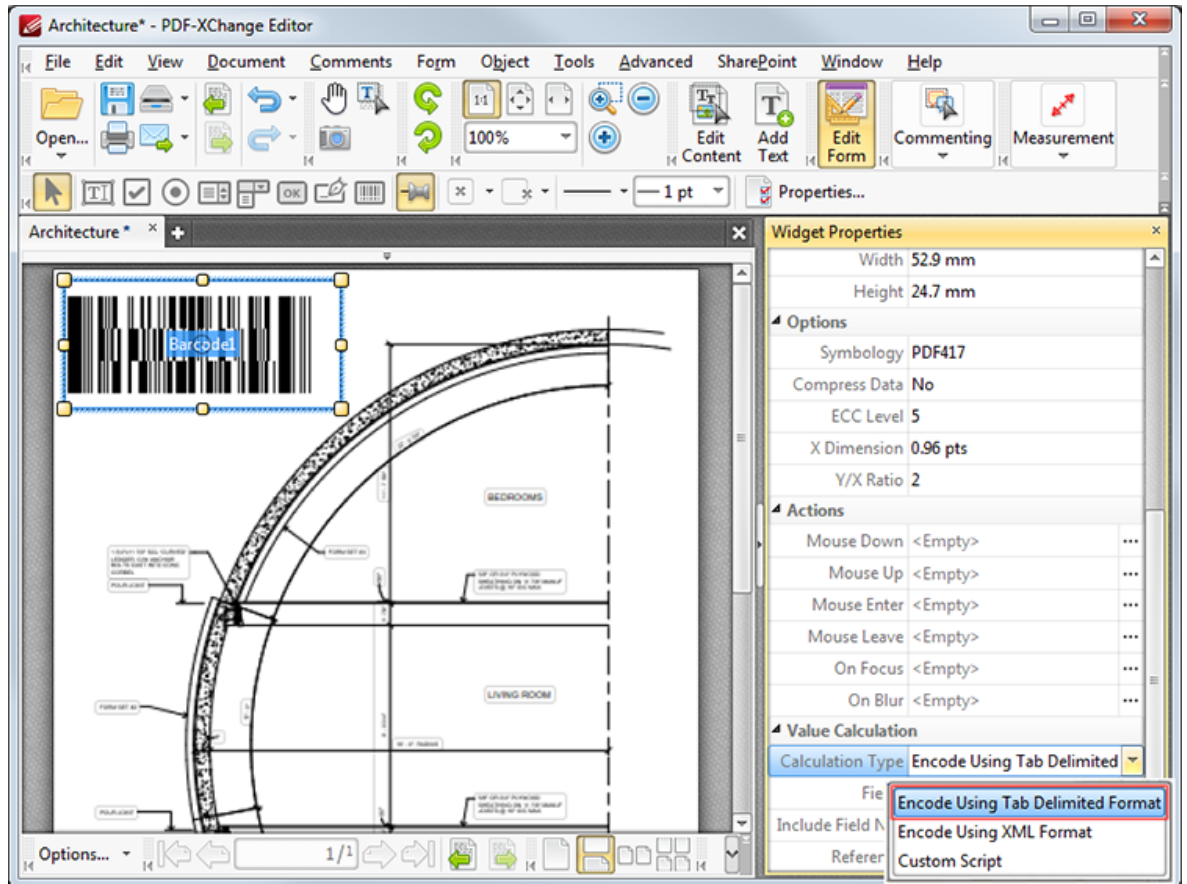 Architecture* - PDF-XChange Editor
File Edit View Document Comments Form Object Tools Advanced SharePoint Window Help
Open...
100%
Edit Content
Add Text
Edit Form
Commenting
Measurement
1 pt
Properties...
Architecture *
Widget Properties
Width 52.9 mm
Height 24.7 mm
Options
Symbology PDF417
Compress Data No
ECC Level 5
X Dimension 0.96 pts
Y/X Ratio 2
Actions
Mouse Down <Empty>
Mouse Up <Empty>
Mouse Enter <Empty>
Mouse Leave <Empty>
On Focus <Empty>
On Blur <Empty>
Value Calculation
Calculation Type Encode Using Tab Delimited
Fie
Include Field N
Referer
Encode Using Tab Delimited Format
Encode Using XML Format
Custom Script
Barcode1
BEDROOMS
LIVING ROOM
Options...
1/1